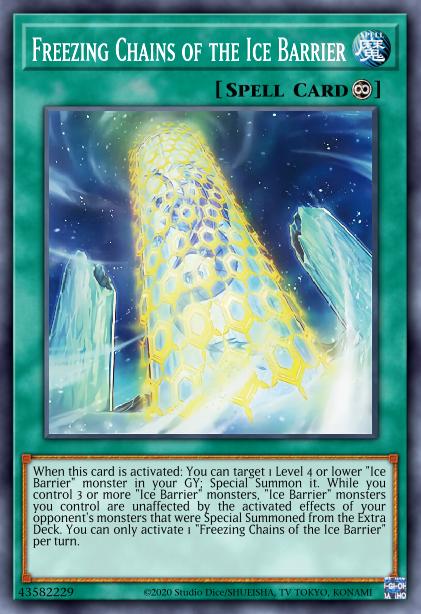 Freezing Chains of the Ice Barrier
SPELL
魔
[Spell Card]
When this card is activated: You can target 1 Level 4 or lower "Ice
Barrier" monster in your GY; Special Summon it. While you
control 3 or more "Ice Barrier" monsters, "Ice Barrier" monsters
you control are unaffected by the activated effects of your
opponent's monsters that were Special Summoned from the Extra
Deck. You can only activate 1 "Freezing Chains of the Ice Barrier"
per turn.
43582229
©2020 Studio Dice/SHUEISHA, TV TOKYO, KONAMI